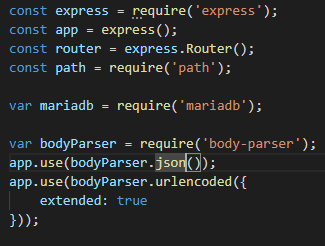 const express = require('express');
const app = express();
const router = express.Router();
const path = require('path');
var mariadb = require('mariadb');
var bodyParser = require('body-parser');
app.use(bodyParser.json());
app.use(bodyParser.urlencoded({
    extended: true
}));